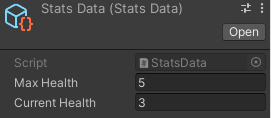 Stats Data (Stats Data)
Open
Script StatsData
Max Health 5
Current Health 3